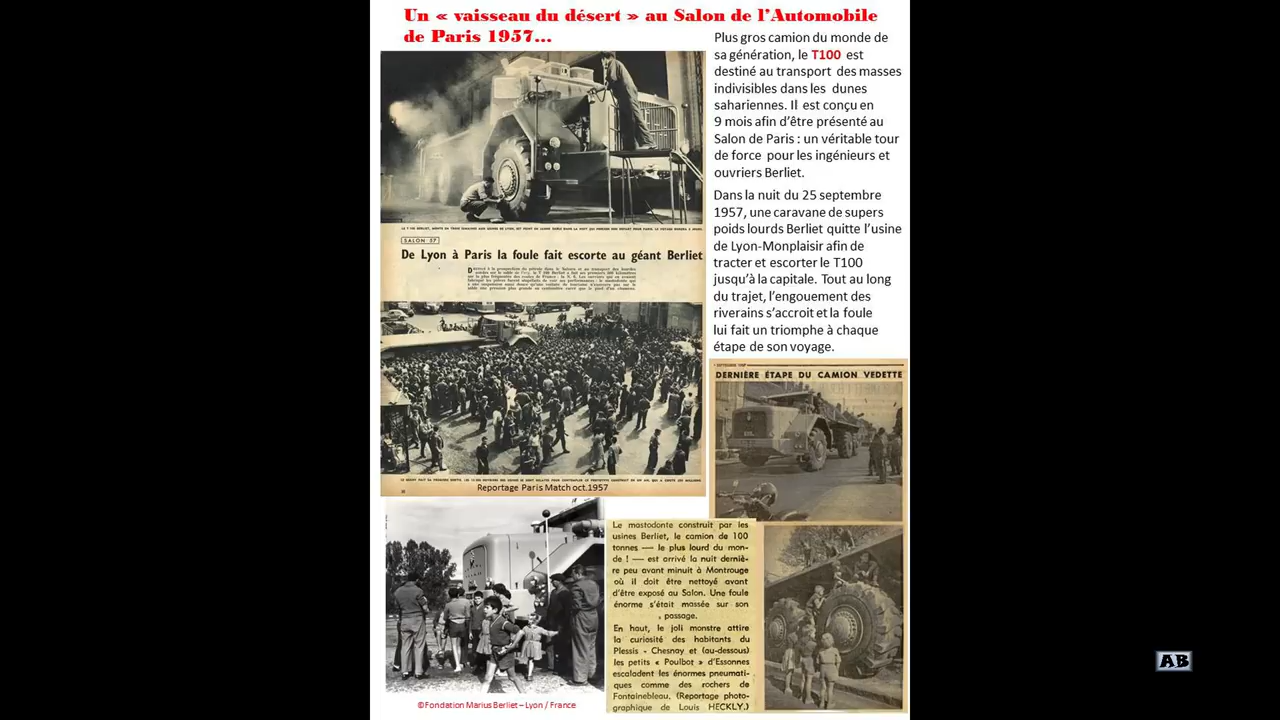 Un « vaisseau du désert » au Salon de l'Automobile
de Paris 1957...
Plus gros camion du monde de
sa génération, le T100 est
destiné au transport des masses
indivisibles dans les dunes
sahariennes. Il est conçu en
9 mois afin d'être présenté au
Salon de Paris : un véritable tour
de force pour les ingénieurs et
ouvriers Berliet.
Dans la nuit du 25 septembre
1957, une caravane de supers
poids lourds Berliet quitte l'usine
de Lyon-Monplaisir afin de
tracter et escorter le T100
jusqu'à la capitale. Tout au long
du trajet, l'engouement des
riverains s'accroit et la foule
lui fait un triomphe à chaque
étape de son voyage.
SALON 57
De Lyon à Paris la foule fait escorte au géant Berliet
Reportage Paris Match oct.1957
DERNIÈRE ÉTAPE DU CAMION VEDETTE
Le mastodonte construit par les
usines Berliet, le camion de 100
tonnes — le plus lourd du mon-
de ! — est arrivé la nuit derniè-
re peu avant minuit à Montrouge
où il doit être nettoyé avant
d'être exposé au Salon. Une foule
énorme s'était massée sur son
passage.
En haut, le joli monstre attire
la curiosité des habitants du
Plessis - Chesnay et (au-dessous)
les petits « Poulbot » d'Essonnes
escaladent les énormes pneumati-
ques comme des rochers de
Fontainebleau. (Reportage photo-
graphique de Louis HECKLY.)
©Fondation Marius Berliet – Lyon / France
AB